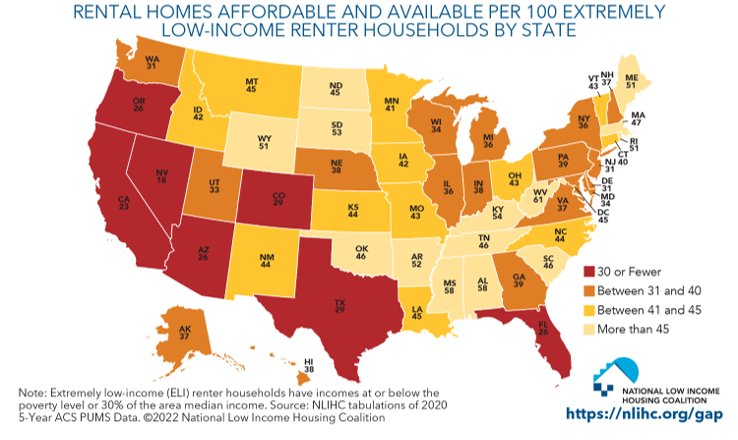 RENTAL HOMES AFFORDABLE AND AVAILABLE PER 100 EXTREMELY
LOW-INCOME RENTER HOUSEHOLDS BY STATE
WA
31
OR
26
CA
23
NV
18
ID
42
MT
45
WY
51
UT
33
CO
29
AZ
26
NM
44
ND
45
SD
53
NE
38
KS
44
OK
46
TX
29
MN
41
IA
42
MO
43
AR
52
LA
45
WI
34
IL
36
MI
36
IN
38
OH
43
KY
54
TN
46
MS
58
AL
58
GA
39
FL
26
SC
46
NC
44
VA
37
WV
61
PA
39
NY
36
VT
43
NH
37
ME
51
MA
47
RI
51
CT 40
NJ
31
DE
31
MD
34
DC
45
AK
37
HI
38
30 or Fewer
Between 31 and 40
Between 41 and 45
More than 45
Note: Extremely low-income (ELI) renter households have incomes at or below the
poverty level or 30% of the area median income. Source: NLIHC tabulations of 2020
5-Year ACS PUMS Data. ©2022 National Low Income Housing Coalition
NATIONAL LOW INCOME
HOUSING COALITION
https://nlihc.org/gap